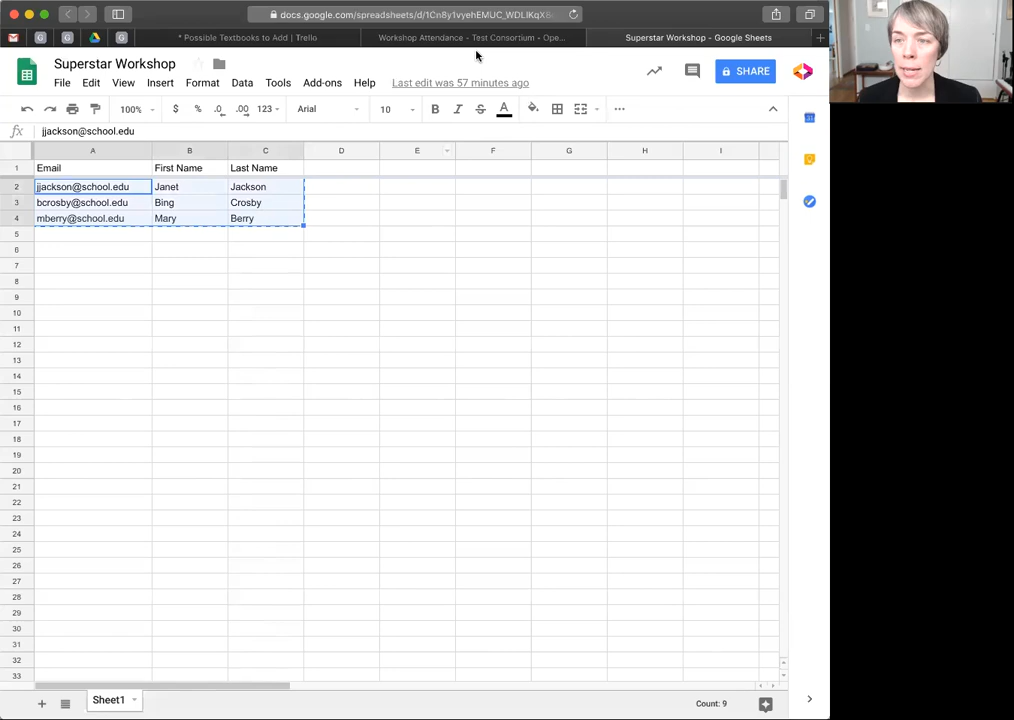 docs.google.com/spreadsheets/d/1Cn8y1vyehEMUC_WDLIKqXB
* Possible Textbooks to Add | Trello
Workshop Attendance - Test Consortium - Ope...
Superstar Workshop - Google Sheets
Superstar Workshop
File Edit View Insert Format Data Tools Add-ons Help Last edit was 57 minutes ago
SHARE
100% $ % .0 .00 123 Arial 10 B I S A
fx jjackson@school.edu
A B C D E F G H I
1 Email First Name Last Name
2 jjackson@school.edu Janet Jackson
3 bcrosby@school.edu Bing Crosby
4 mberry@school.edu Mary Berry
5
6
7
8
9
10
11
12
13
14
15
16
17
18
19
20
21
22
23
24
25
26
27
28
29
30
31
32
33
Sheet1
Count: 9